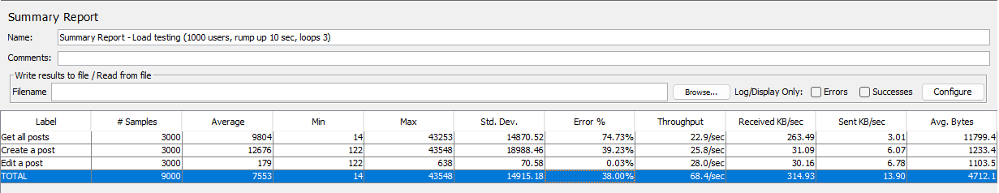 Summary Report
Name: Summary Report - Load testing (1000 users, rump up 10 sec, loops 3)
Comments:
Write results to file / Read from file
Filename Browse... Log/Display Only: Errors Successes Configure
Label # Samples Average Min Max Std. Dev. Error % Throughput Received KB/sec Sent KB/sec Avg. Bytes
Get all posts 3000 9804 14 43253 14870.52 74.73% 22.9/sec 263.49 3.01 11799.4
Create a post 3000 12676 122 43548 18988.46 39.23% 25.8/sec 31.09 6.07 1233.4
Edit a post 3000 179 122 638 70.58 0.03% 28.0/sec 30.16 6.78 1103.5
TOTAL 9000 7553 14 43548 14915.18 38.00% 68.4/sec 314.93 13.90 4712.1